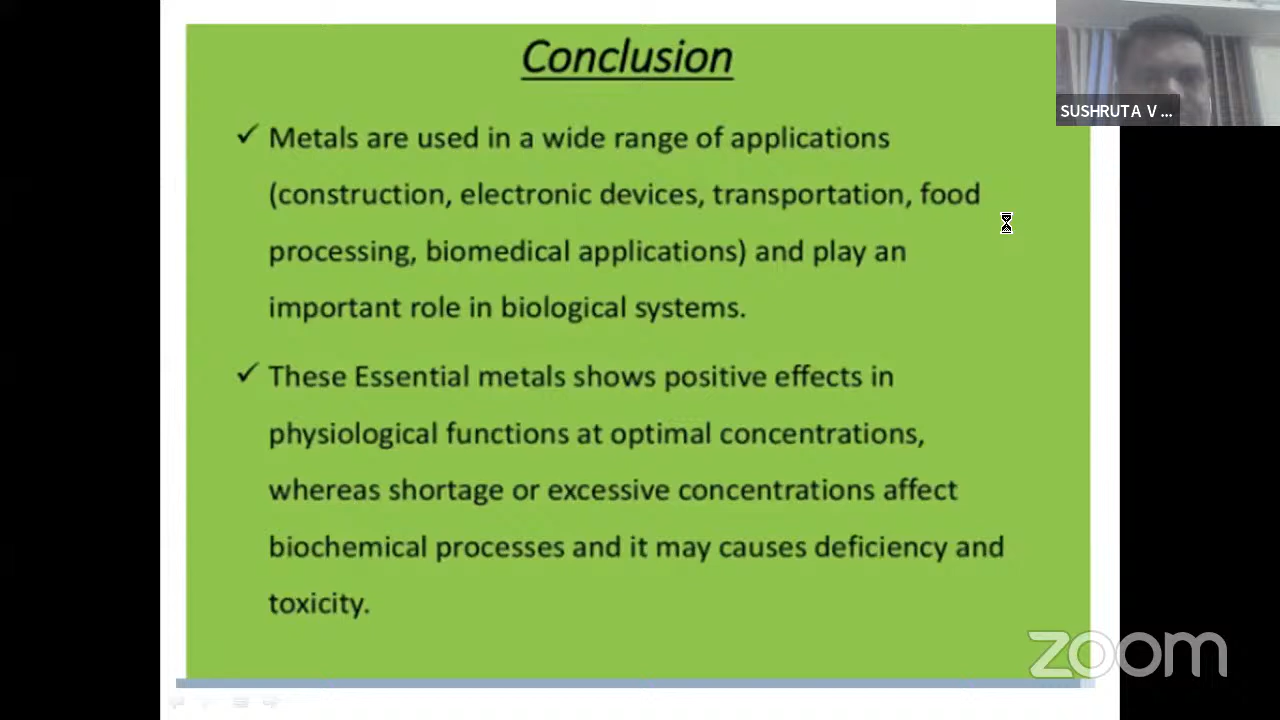 Conclusion
SUSHRUTA V ...
✓ Metals are used in a wide range of applications
(construction, electronic devices, transportation, food
processing, biomedical applications) and play an
important role in biological systems.
✓ These Essential metals shows positive effects in
physiological functions at optimal concentrations,
whereas shortage or excessive concentrations affect
biochemical processes and it may causes deficiency and
toxicity.
zoom